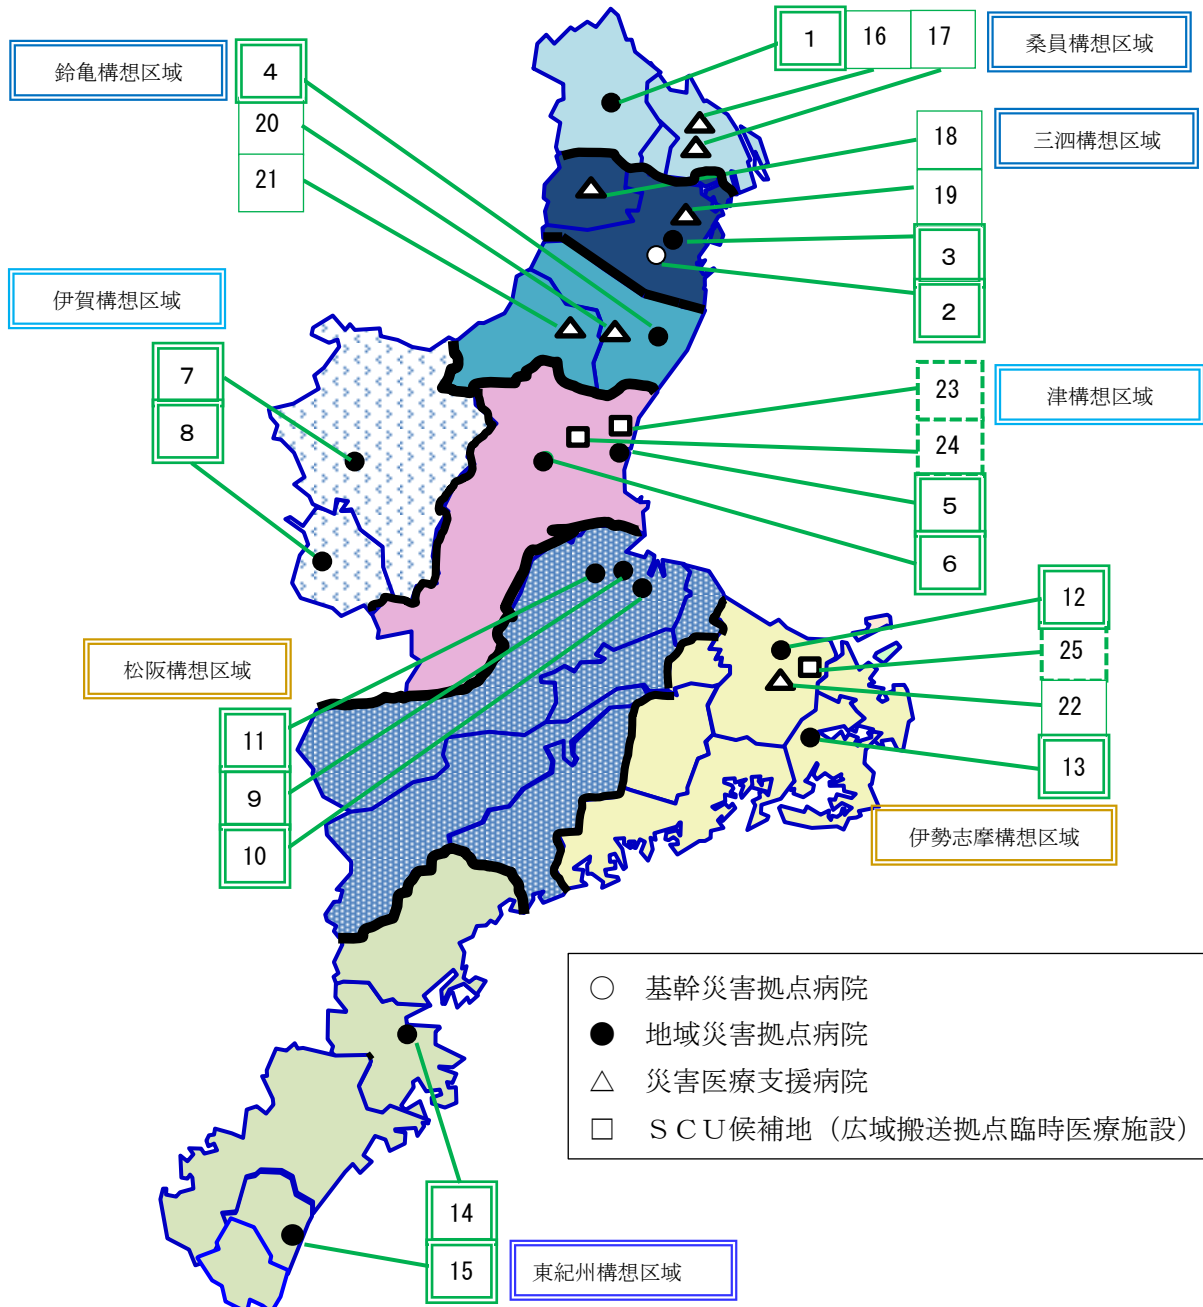 1
16
17
桑員構想区域
鈴亀構想区域
4
20
21
18
三泗構想区域
19
3
2
伊賀構想区域
7
8
23
津構想区域
24
5
6
12
25
22
13
松阪構想区域
11
9
10
伊勢志摩構想区域
○ 基幹災害拠点病院
● 地域災害拠点病院
△ 災害医療支援病院
□ ＳＣＵ候補地（広域搬送拠点臨時医療施設）
14
15
東紀州構想区域